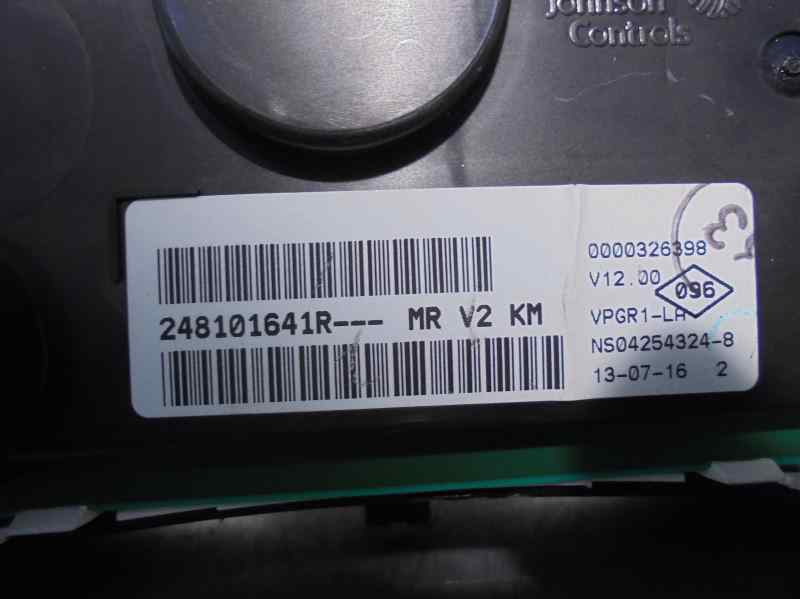 Johnson
Controls
248101641R--- MR V2 KM
0000326398
V12.00
096
VPGR1-LA
NS04254324-8
13-07-16 2